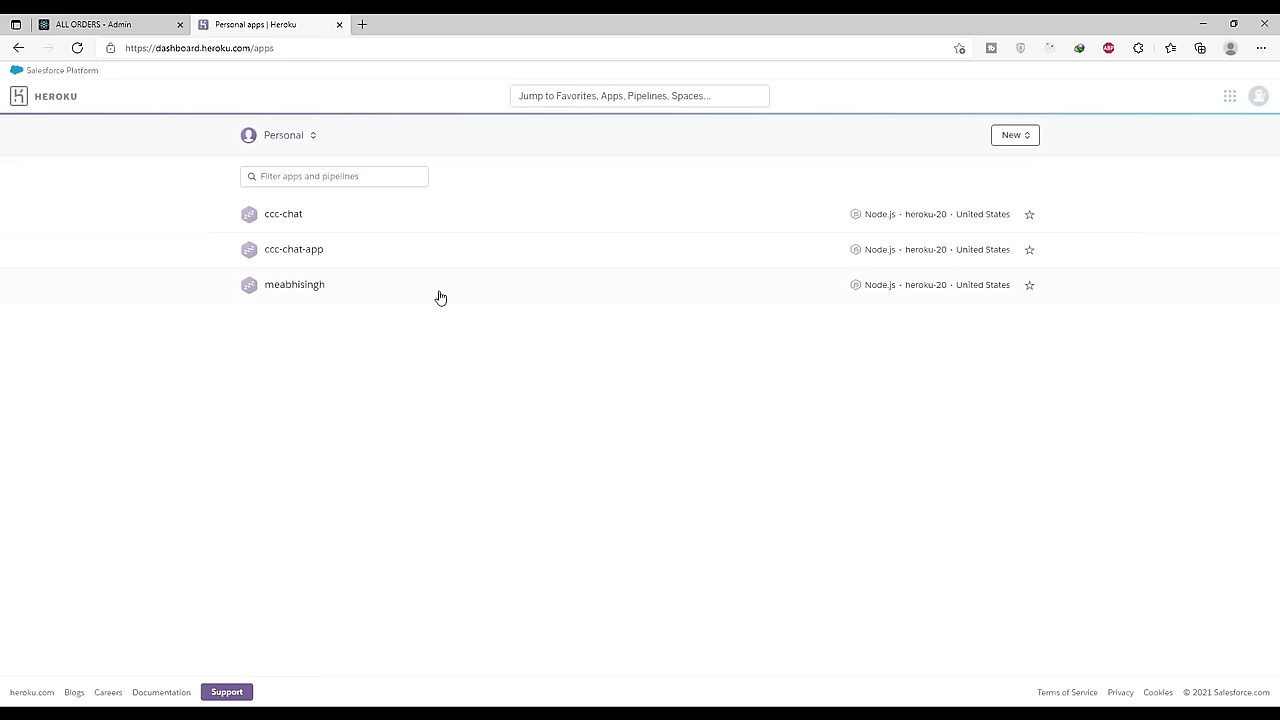 ALL ORDERS - Admin
Personal apps | Heroku
https://dashboard.heroku.com/apps
Salesforce Platform
HEROKU
Jump to Favorites, Apps, Pipelines, Spaces...
Personal
New
Filter apps and pipelines
ccc-chat Node.js · heroku-20 · United States
ccc-chat-app Node.js · heroku-20 · United States
meabhisingh Node.js · heroku-20 · United States
heroku.com Blogs Careers Documentation Support Terms of Service Privacy Cookies © 2021 Salesforce.com